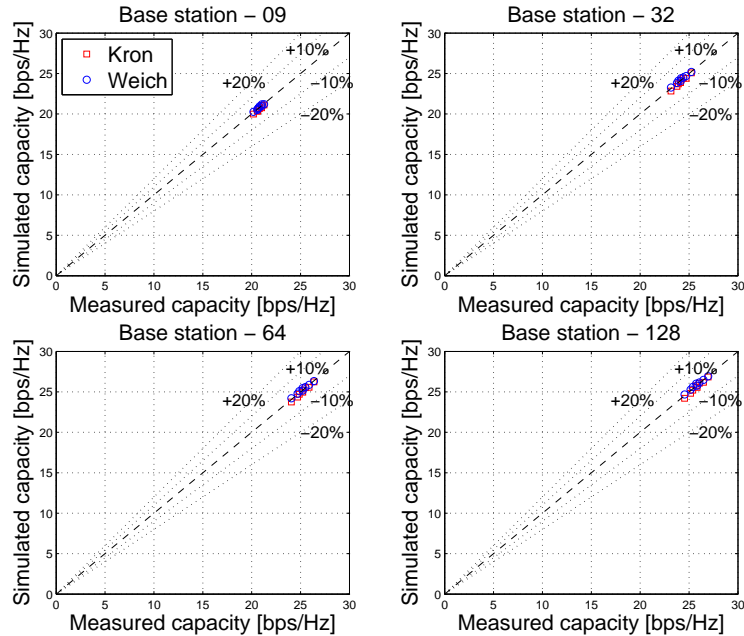 Base station − 09
Simulated capacity [bps/Hz]
30
25
20
15
10
5
0
Kron
Weich
+10%
+20%
−10%
−20%
0 5 10 15 20 25 30
Measured capacity [bps/Hz]
Base station − 32
Simulated capacity [bps/Hz]
30
25
20
15
10
5
0
+10%
+20%
−10%
−20%
0 5 10 15 20 25 30
Measured capacity [bps/Hz]
Base station − 64
Simulated capacity [bps/Hz]
30
25
20
15
10
5
0
+10%
+20%
−10%
−20%
0 5 10 15 20 25 30
Measured capacity [bps/Hz]
Base station − 128
Simulated capacity [bps/Hz]
30
25
20
15
10
5
0
+10%
+20%
−10%
−20%
0 5 10 15 20 25 30
Measured capacity [bps/Hz]